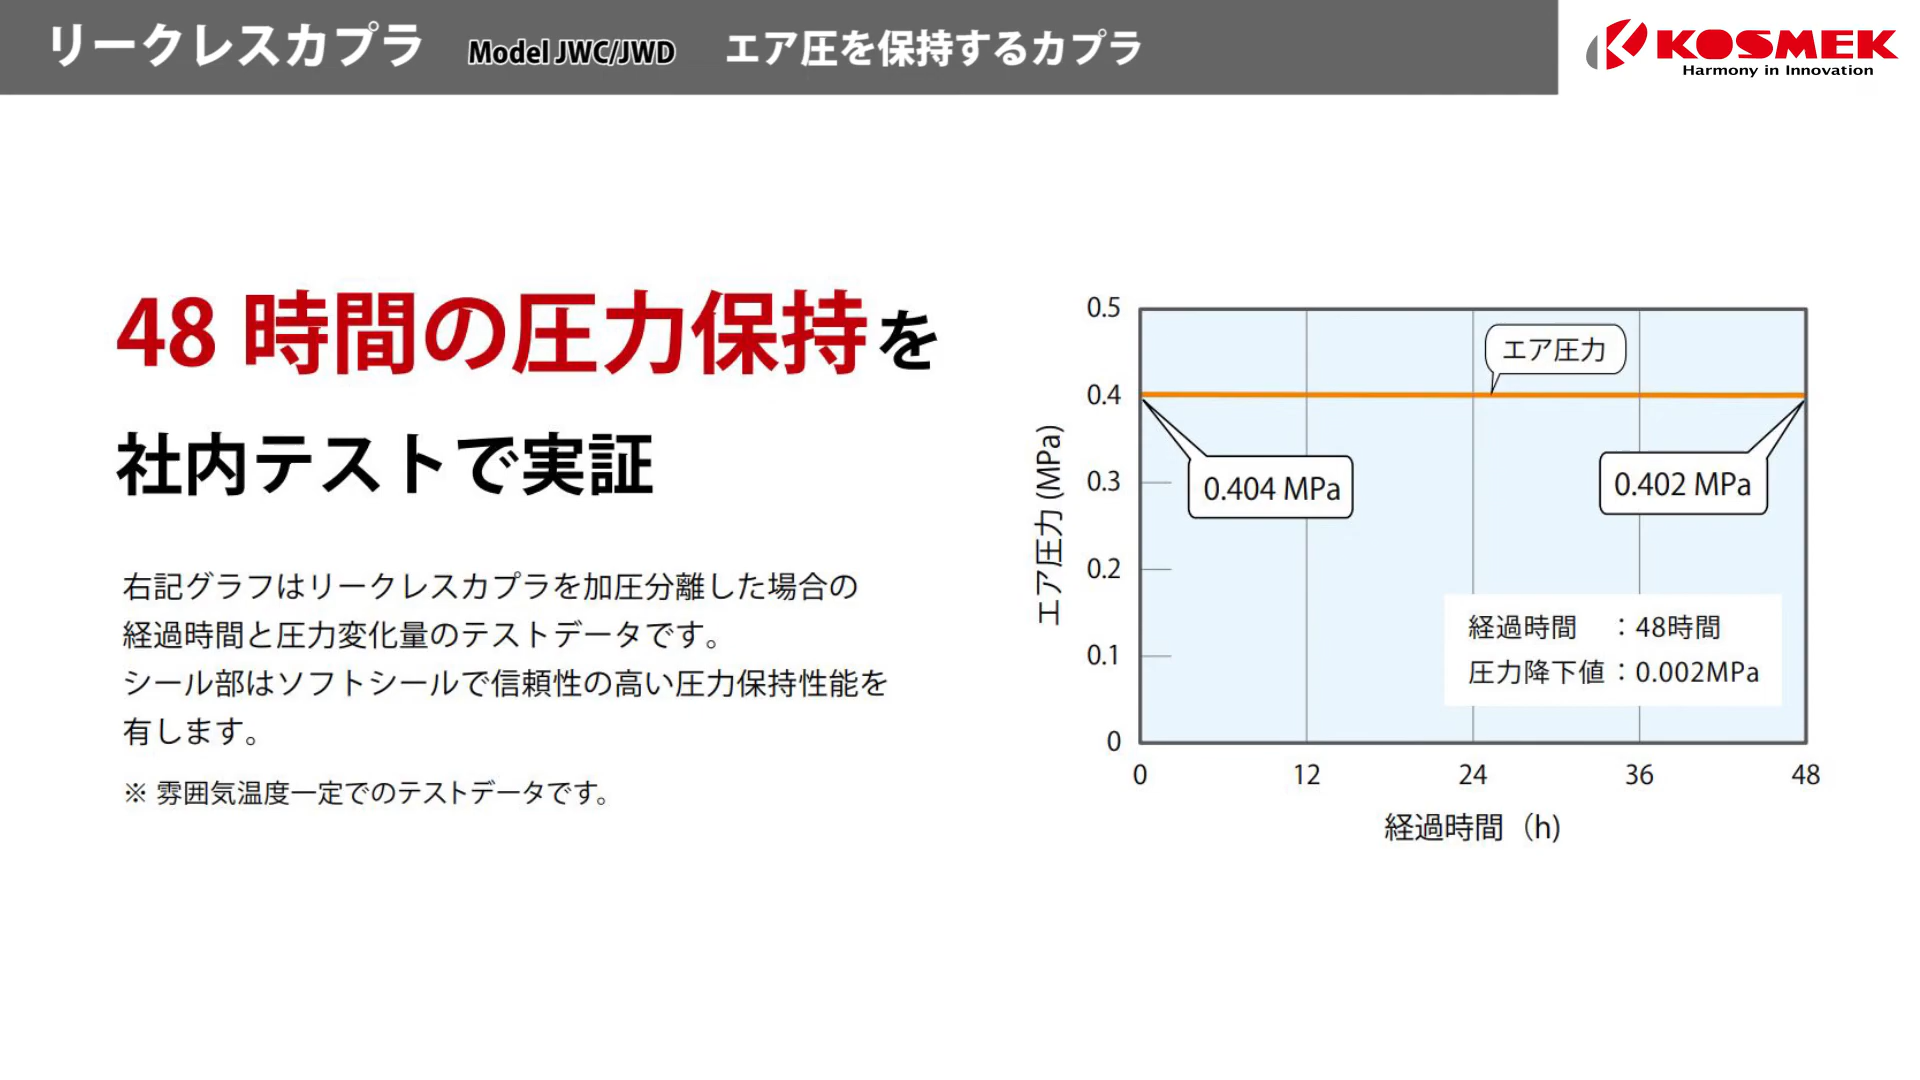 リークレスカプラ Model JWC/JWD エア圧を保持するカプラ
KOSMEK
Harmony in Innovation
48 時間の圧力保持を
社内テストで実証
右記グラフはリークレスカプラを加圧分離した場合の
経過時間と圧力変化量のテストデータです。
シール部はソフトシールで信頼性の高い圧力保持性能を
有します。
※ 雰囲気温度一定でのテストデータです。
エア圧力 (MPa)
0.5
0.4
0.3
0.2
0.1
0
エア圧力
0.404 MPa
0.402 MPa
経過時間 ：48時間
圧力降下値：0.002MPa
0 12 24 36 48
経過時間（h)